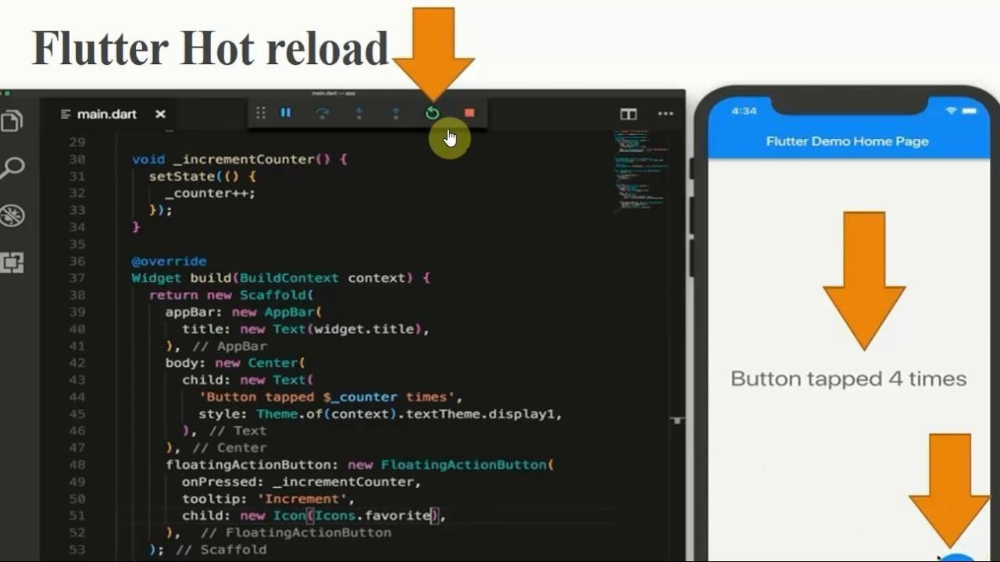 Flutter Hot reload
main.dart — app
main.dart
29
30 void _incrementCounter() {
31 setState(() {
32 _counter++;
33 });
34 }
35
36 @override
37 Widget build(BuildContext context) {
38 return new Scaffold(
39 appBar: new AppBar(
40 title: new Text(widget.title),
41 ), // AppBar
42 body: new Center(
43 child: new Text(
44 'Button tapped $_counter times',
45 style: Theme.of(context).textTheme.display1,
46 ), // Text
47 ), // Center
48 floatingActionButton: new FloatingActionButton(
49 onPressed: _incrementCounter,
50 tooltip: 'Increment',
51 child: new Icon(Icons.favorite),
52 ), // FloatingActionButton
53 ); // Scaffold
4:34
Flutter Demo Home Page
Button tapped 4 times